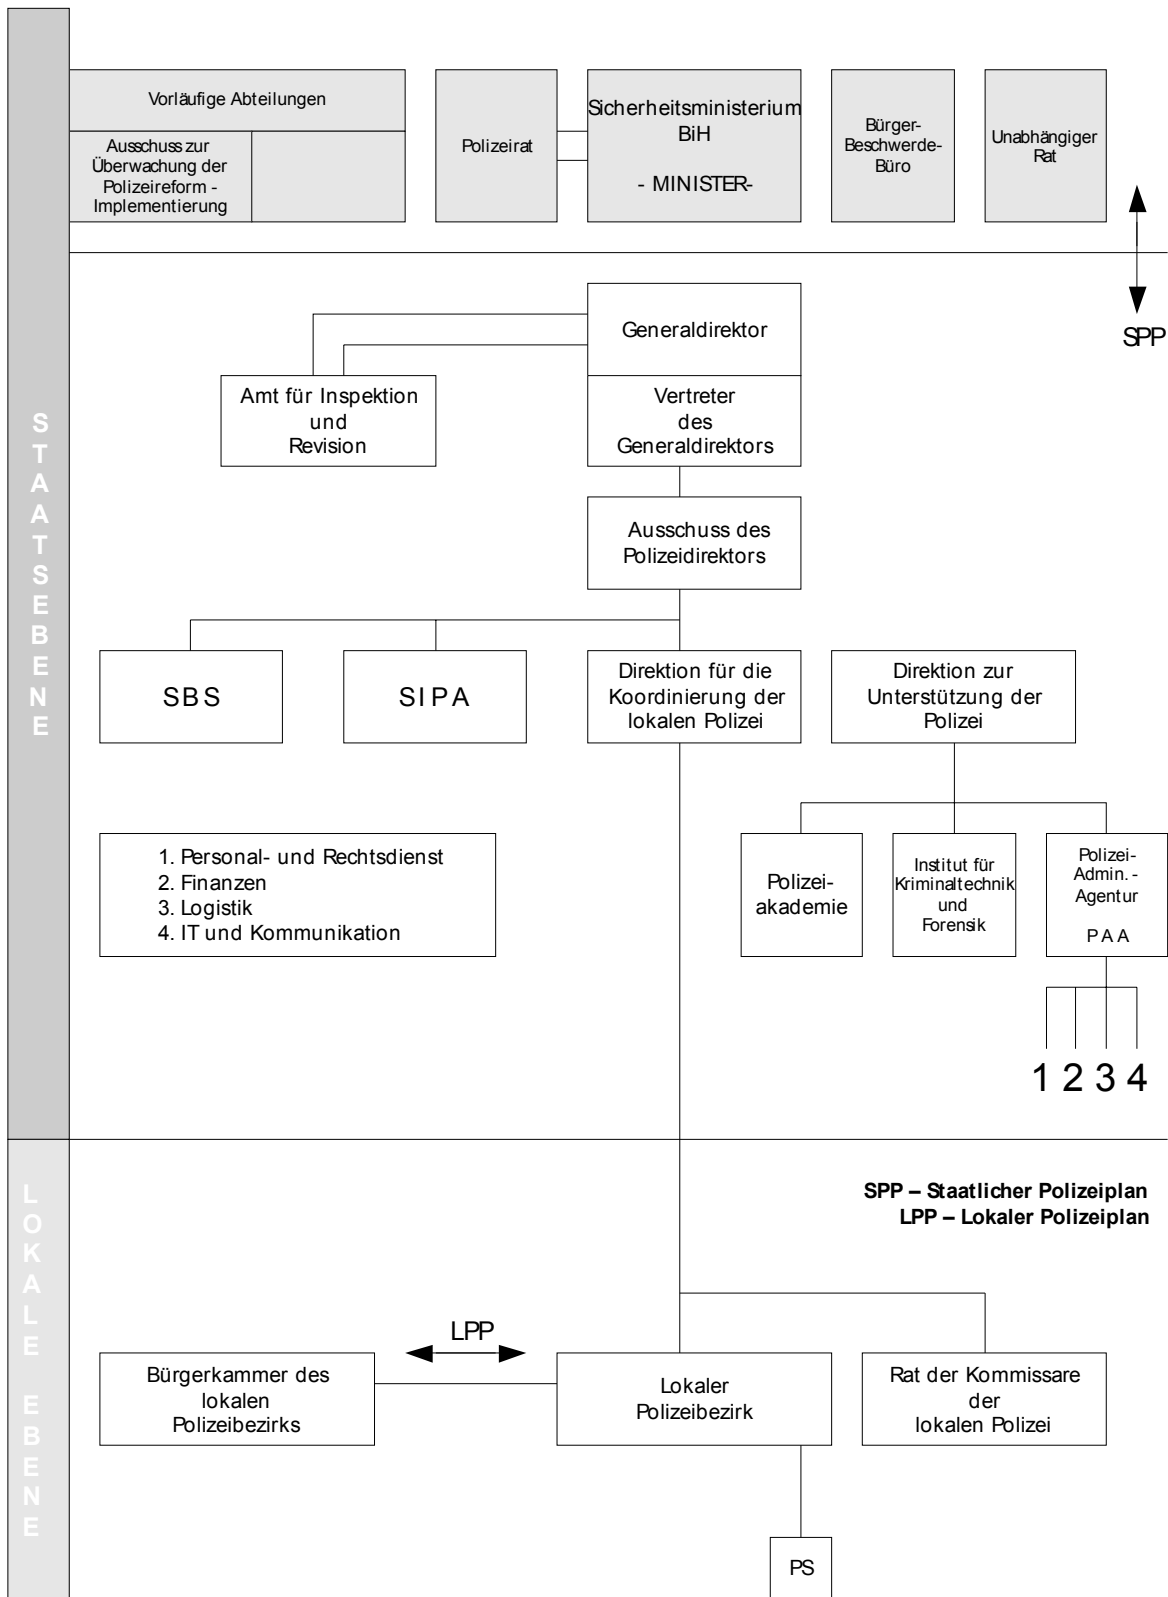 Vorläufige Abteilungen
Ausschuss zur
Überwachung der
Polizeireform -
Implementierung
Polizeirat
Sicherheitsministerium
BiH
- MINISTER-
Bürger-
Beschwerde-
Büro
Unabhängiger
Rat
SPP
Generaldirektor
Vertreter
des
Generaldirektors
Amt für Inspektion
und
Revision
Ausschuss des
Polizeidirektors
STAATSEBENE
SBS
SIPA
Direktion für die
Koordinierung der
lokalen Polizei
Direktion zur
Unterstützung der
Polizei
1. Personal- und Rechtsdienst
2. Finanzen
3. Logistik
4. IT und Kommunikation
Polizei-
akademie
Institut für
Kriminaltechnik
und
Forensik
Polizei-
Admin.-
Agentur
PAA
1 2 3 4
SPP – Staatlicher Polizeiplan
LPP – Lokaler Polizeiplan
LOKALE EBENE
LPP
Bürgerkammer des
lokalen
Polizeibezirks
Lokaler
Polizeibezirk
Rat der Kommissare
der
lokalen Polizei
PS